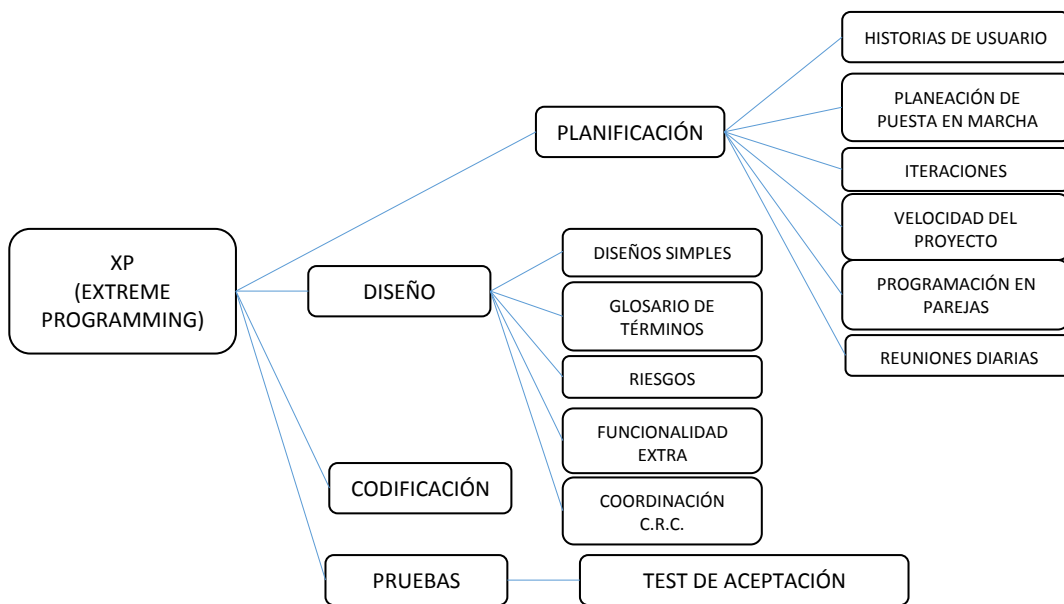 XP
(EXTREME
PROGRAMMING)
PLANIFICACIÓN
HISTORIAS DE USUARIO
PLANEACIÓN DE
PUESTA EN MARCHA
ITERACIONES
VELOCIDAD DEL
PROYECTO
PROGRAMACIÓN EN
PAREJAS
REUNIONES DIARIAS
DISEÑO
DISEÑOS SIMPLES
GLOSARIO DE
TÉRMINOS
RIESGOS
FUNCIONALIDAD
EXTRA
COORDINACIÓN
C.R.C.
CODIFICACIÓN
PRUEBAS
TEST DE ACEPTACIÓN